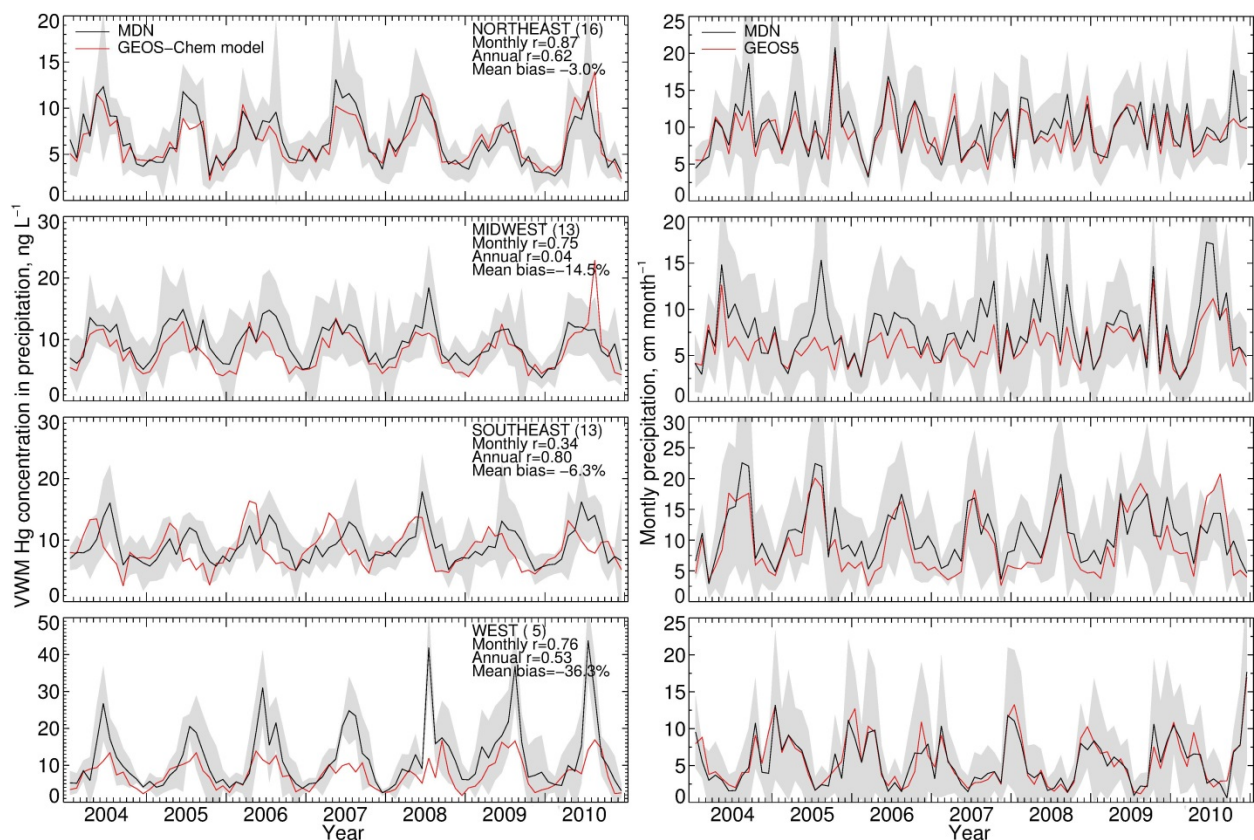 VWM Hg concentration in precipitation, ng L−1
20
15
10
5
0
MDN
GEOS−Chem model
NORTHEAST (16)
Monthly r=0.87
Annual r=0.62
Mean bias= −3.0%
30
20
10
0
MIDWEST (13)
Monthly r=0.75
Annual r=0.04
Mean bias=−14.5%
30
20
10
0
SOUTHEAST (13)
Monthly r=0.34
Annual r=0.80
Mean bias= −6.3%
50
40
30
20
10
0
WEST ( 5)
Monthly r=0.76
Annual r=0.53
Mean bias=−36.3%
2004 2005 2006 2007 2008 2009 2010
Year
Montly precipitation, cm month−1
25
20
15
10
5
0
MDN
GEOS5
20
15
10
5
0
30
25
20
15
10
5
0
25
20
15
10
5
0
2004 2005 2006 2007 2008 2009 2010
Year